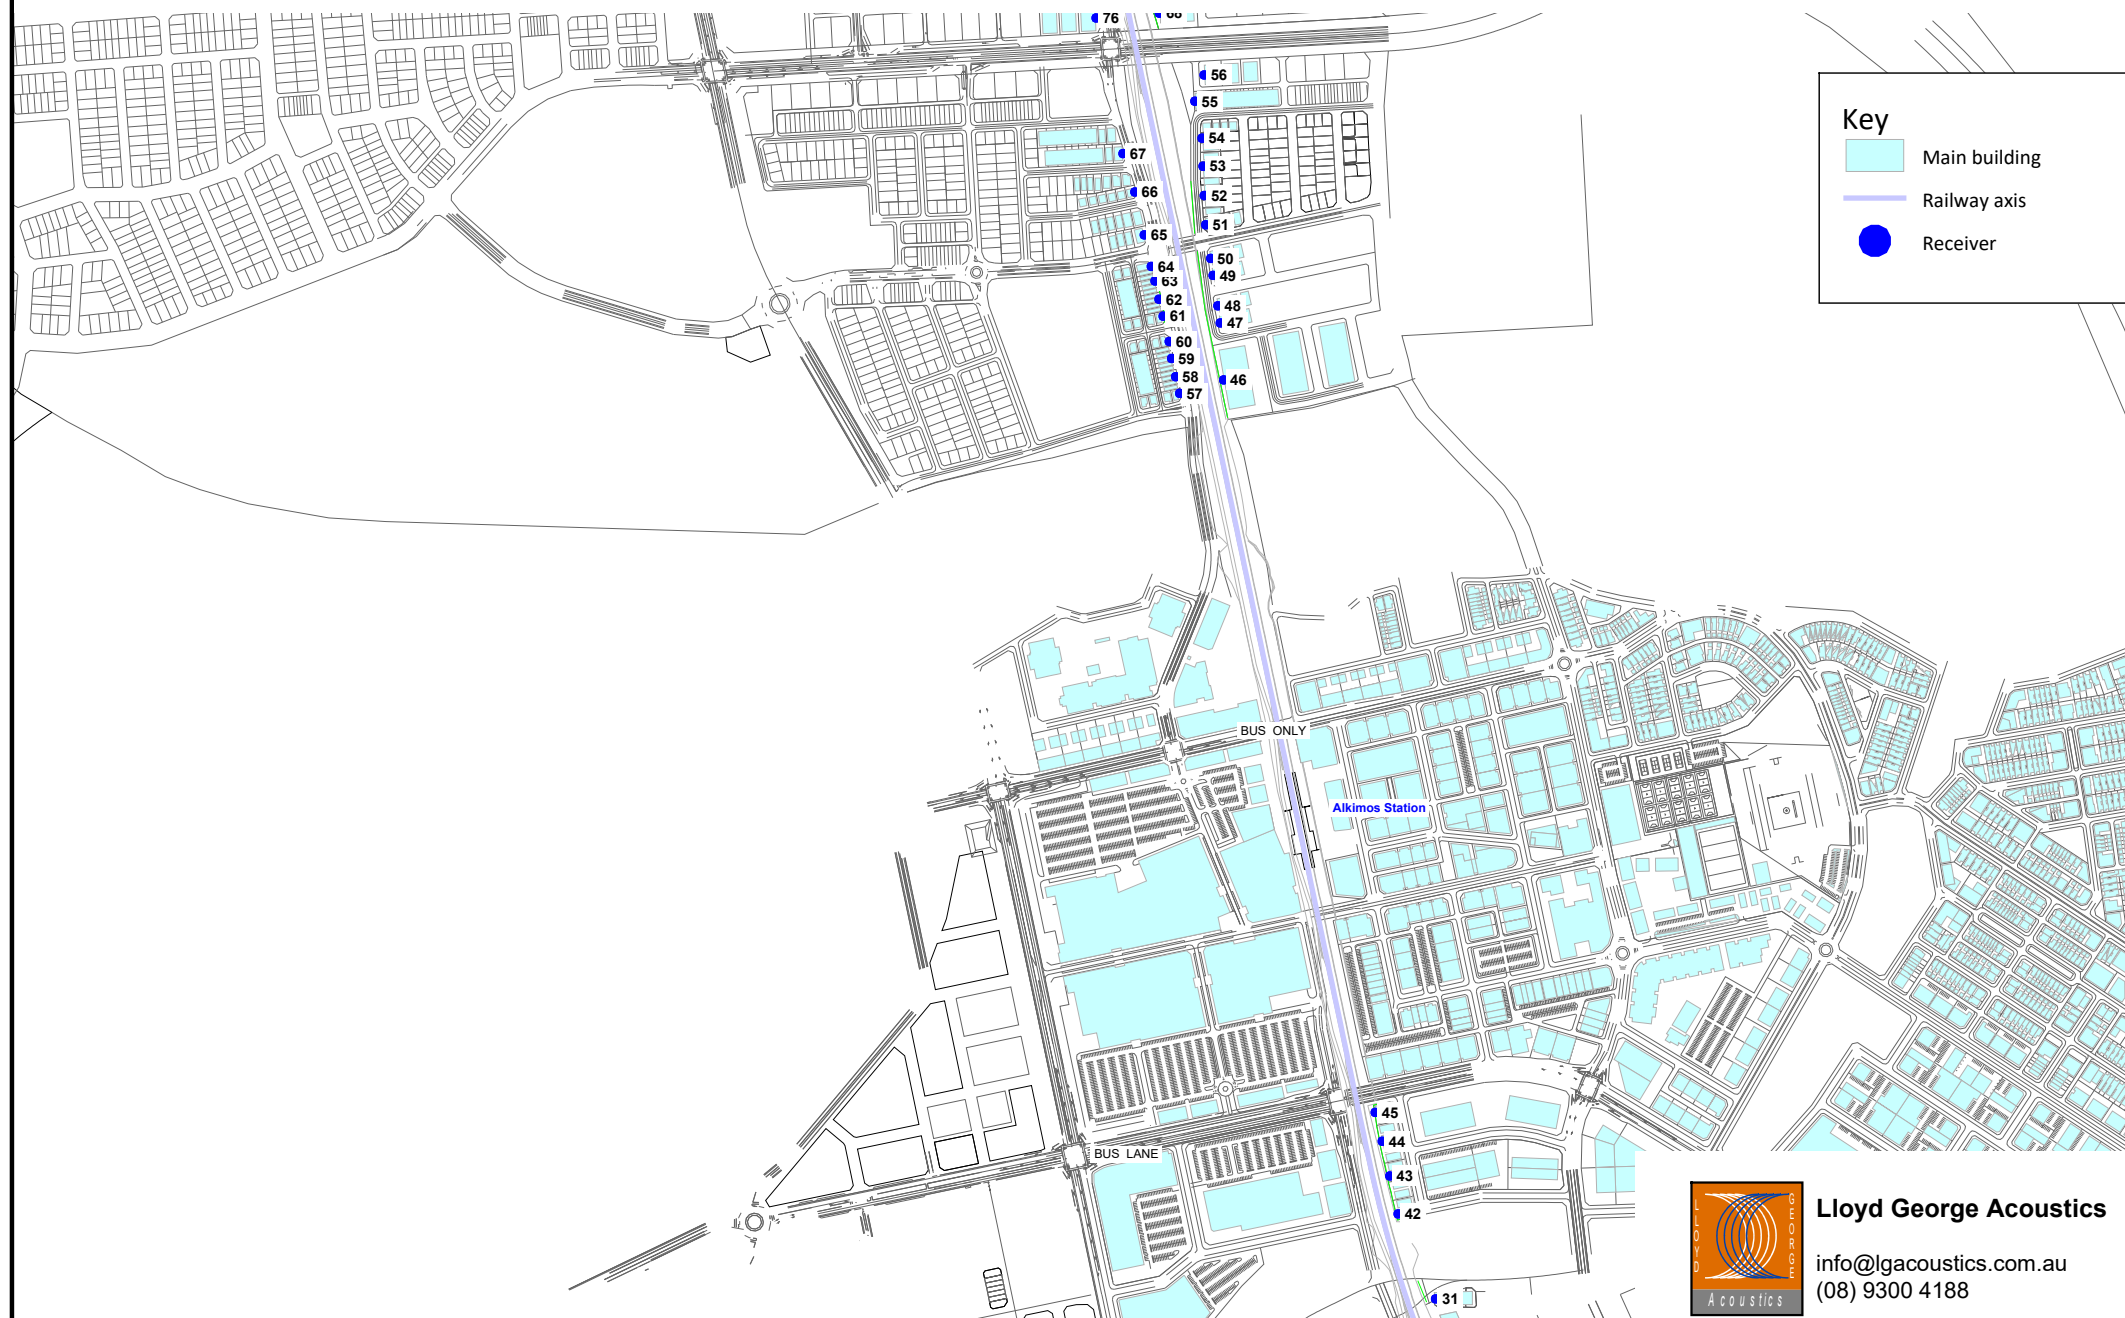 76
68
56
55
54
53
52
51
67
66
65
64
63
62
61
60
59
58
57
50
49
48
47
46
Key
Main building
Railway axis
Receiver
BUS ONLY
Alkimos Station
BUS LANE
45
44
43
42
31
LLOYD
GEORGE
Acoustics
Lloyd George Acoustics
info@lgacoustics.com.au
(08) 9300 4188